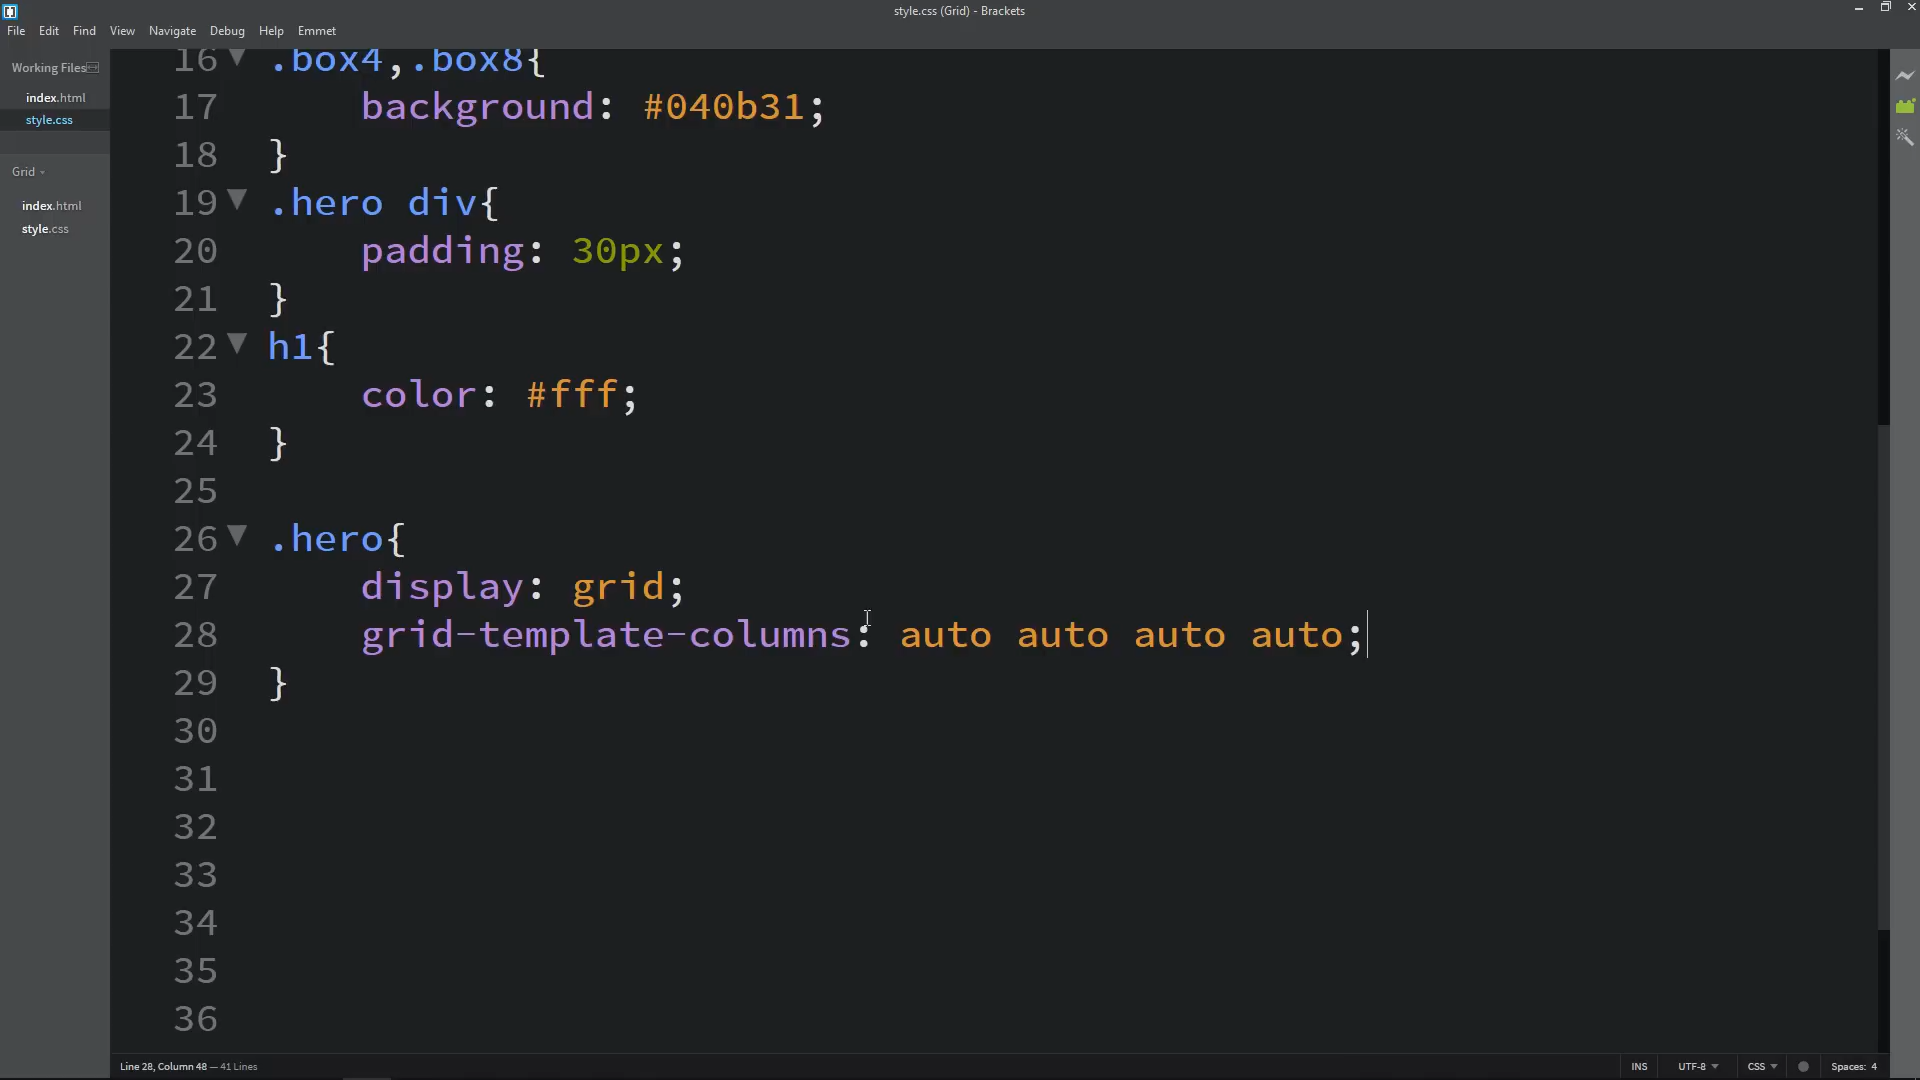 style.css (Grid) - Brackets
File Edit Find View Navigate Debug Help Emmet
Working Files
index.html
style.css
Grid
index.html
style.css
16 .box4,.box8{
17     background: #040b31;
18 }
19 .hero div{
20     padding: 30px;
21 }
22 h1{
23     color: #fff;
24 }
25
26 .hero{
27     display: grid;
28     grid-template-columns: auto auto auto auto;
29 }
30
31
32
33
34
35
36
Line 28, Column 48 — 41 Lines
INS UTF-8 CSS Spaces: 4